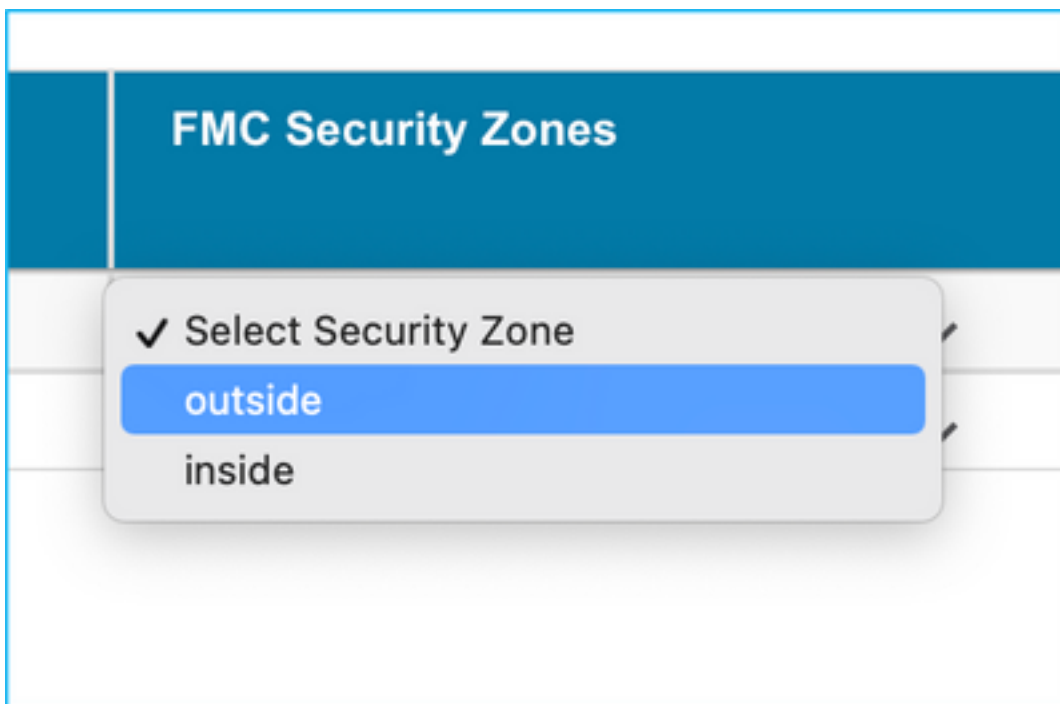 FMC Security Zones
✓ Select Security Zone
outside
inside